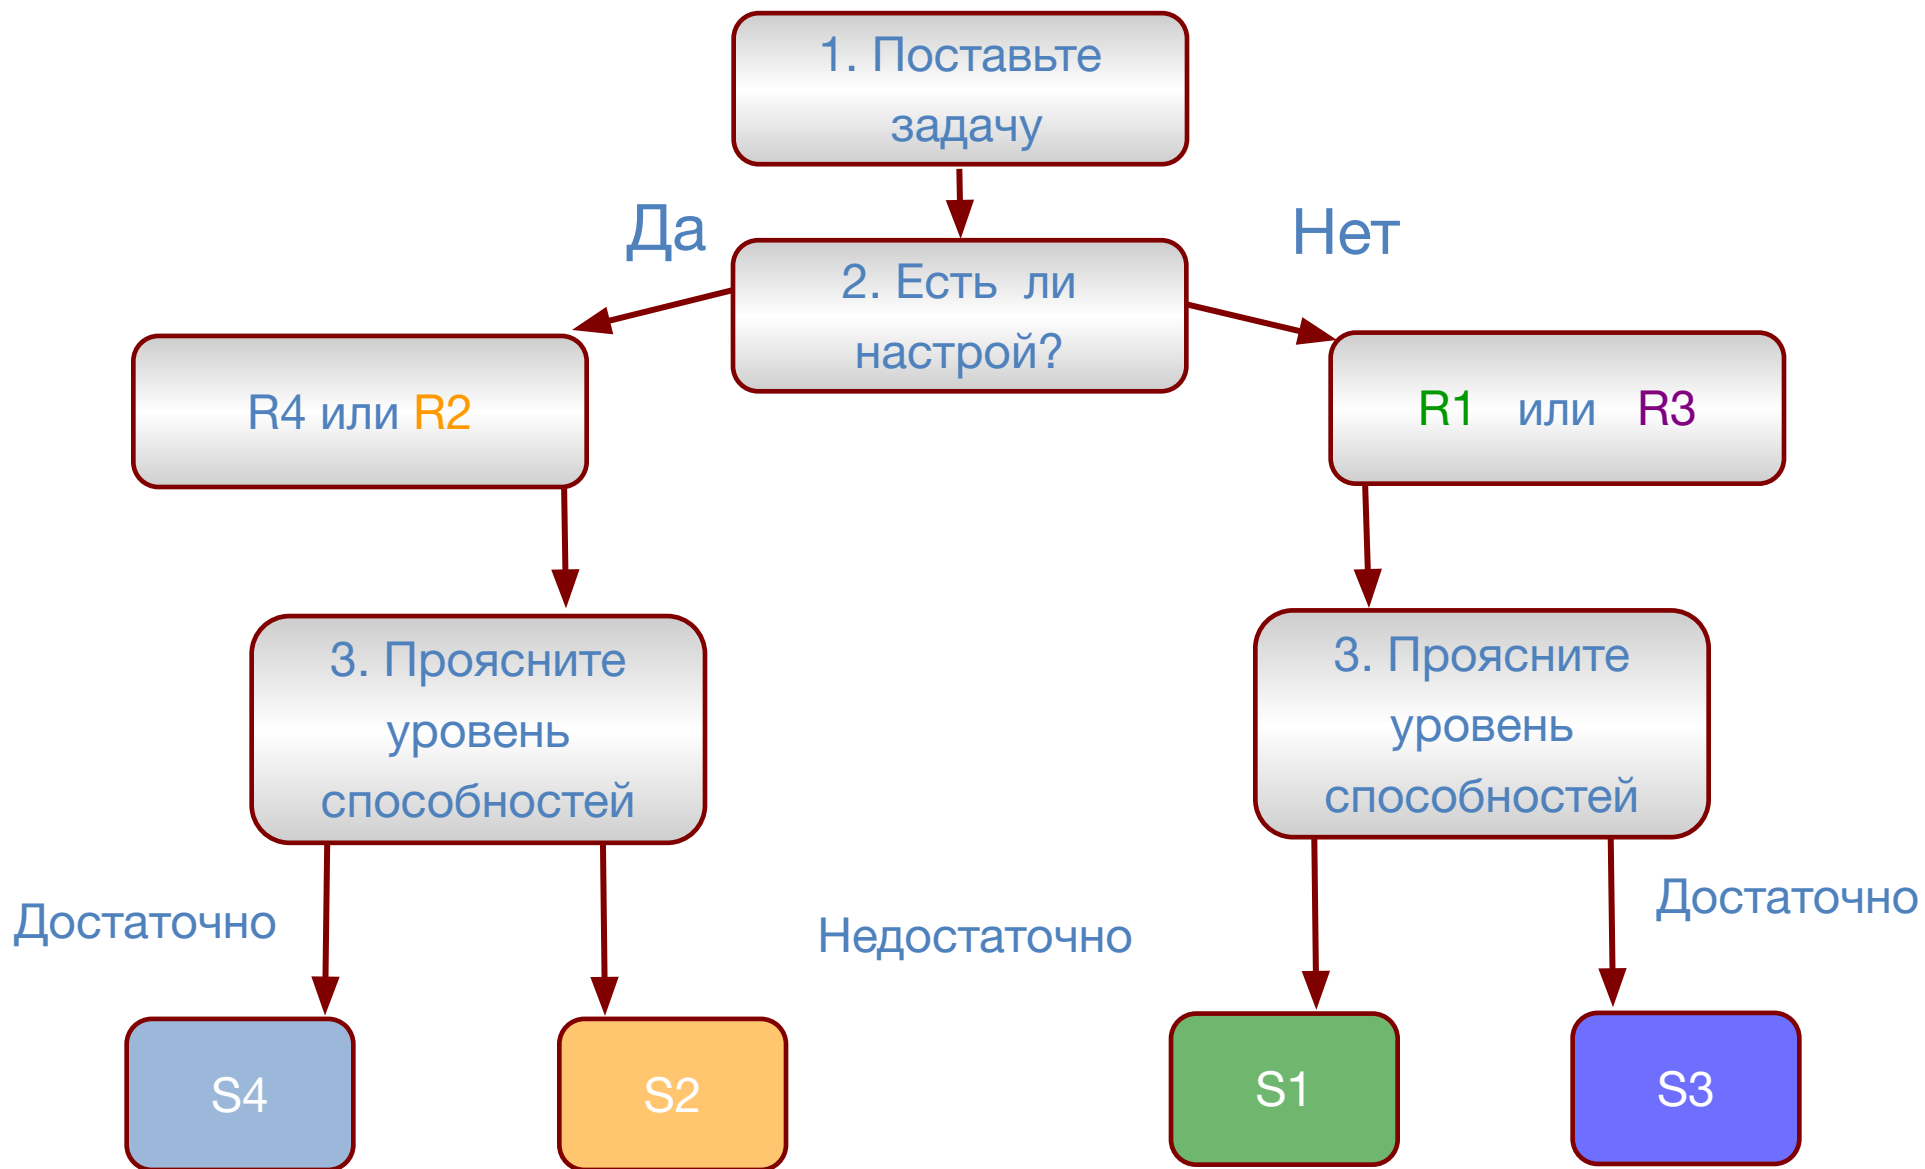 1. Поставьте
задачу
Да
Нет
2. Есть ли
настрой?
R4 или R2
R1 или R3
3. Проясните
уровень
способностей
3. Проясните
уровень
способностей
Достаточно
Недостаточно
Достаточно
S4
S2
S1
S3